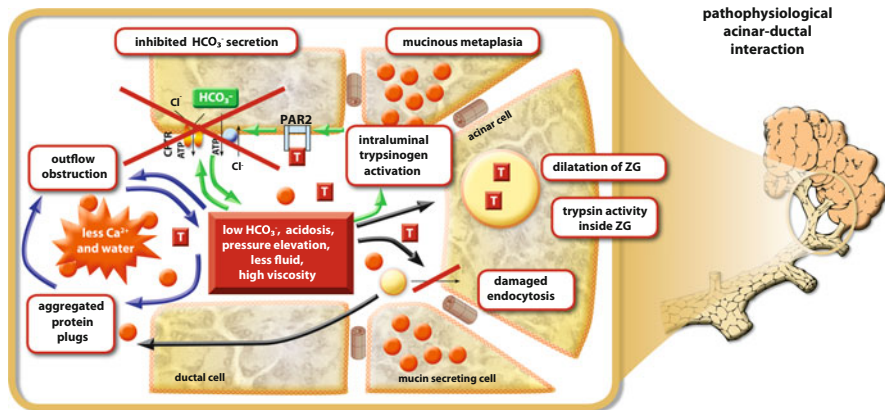 pathophysiological
acinar-ductal
interaction
inhibited HCO₃⁻ secretion
mucinous metaplasia
Cl⁻
HCO₃⁻
PAR2
acinar cell
CFTR
ATP
ATP
Cl⁻
T
intraluminal
trypsinogen
activation
outflow
obstruction
T
T
T
dilatation of ZG
trypsin activity
inside ZG
less Ca²⁺
and water
T
low HCO₃⁻, acidosis,
pressure elevation,
less fluid,
high viscosity
T
damaged
endocytosis
aggregated
protein
plugs
ductal cell
mucin secreting cell